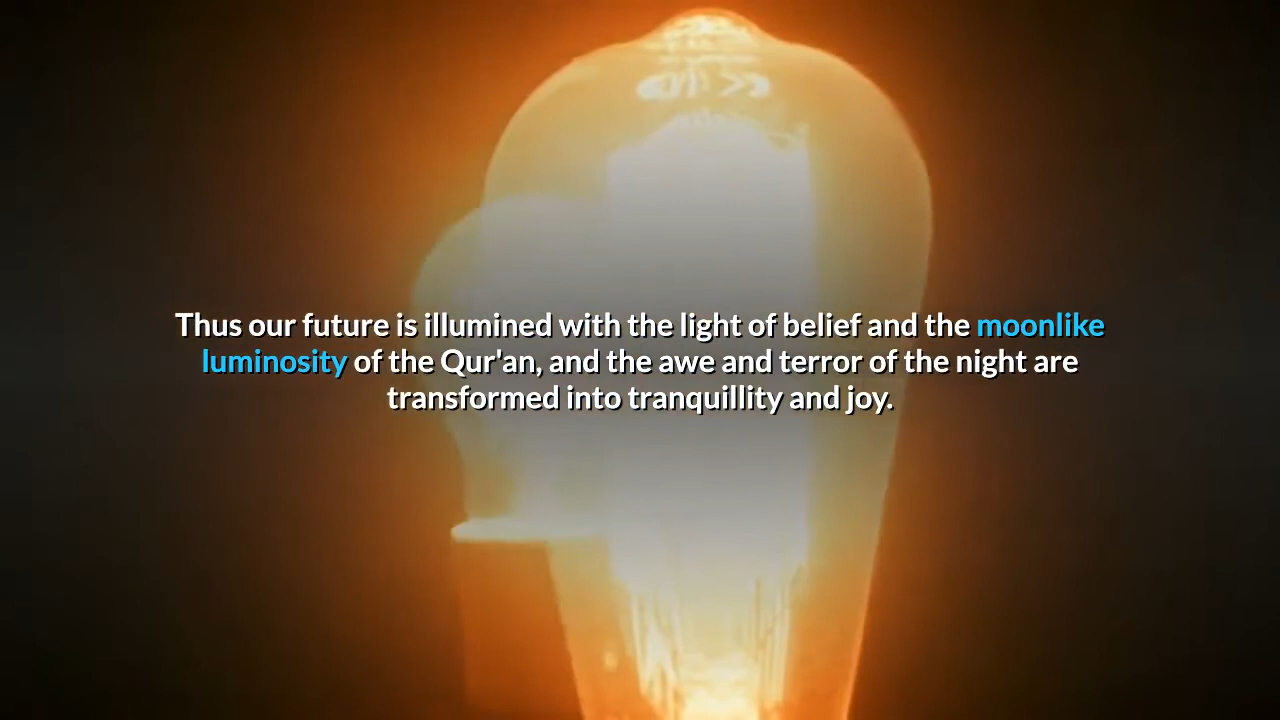 Thus our future is illumined with the light of belief and the moonlike
luminosity of the Qur'an, and the awe and terror of the night are
transformed into tranquillity and joy.